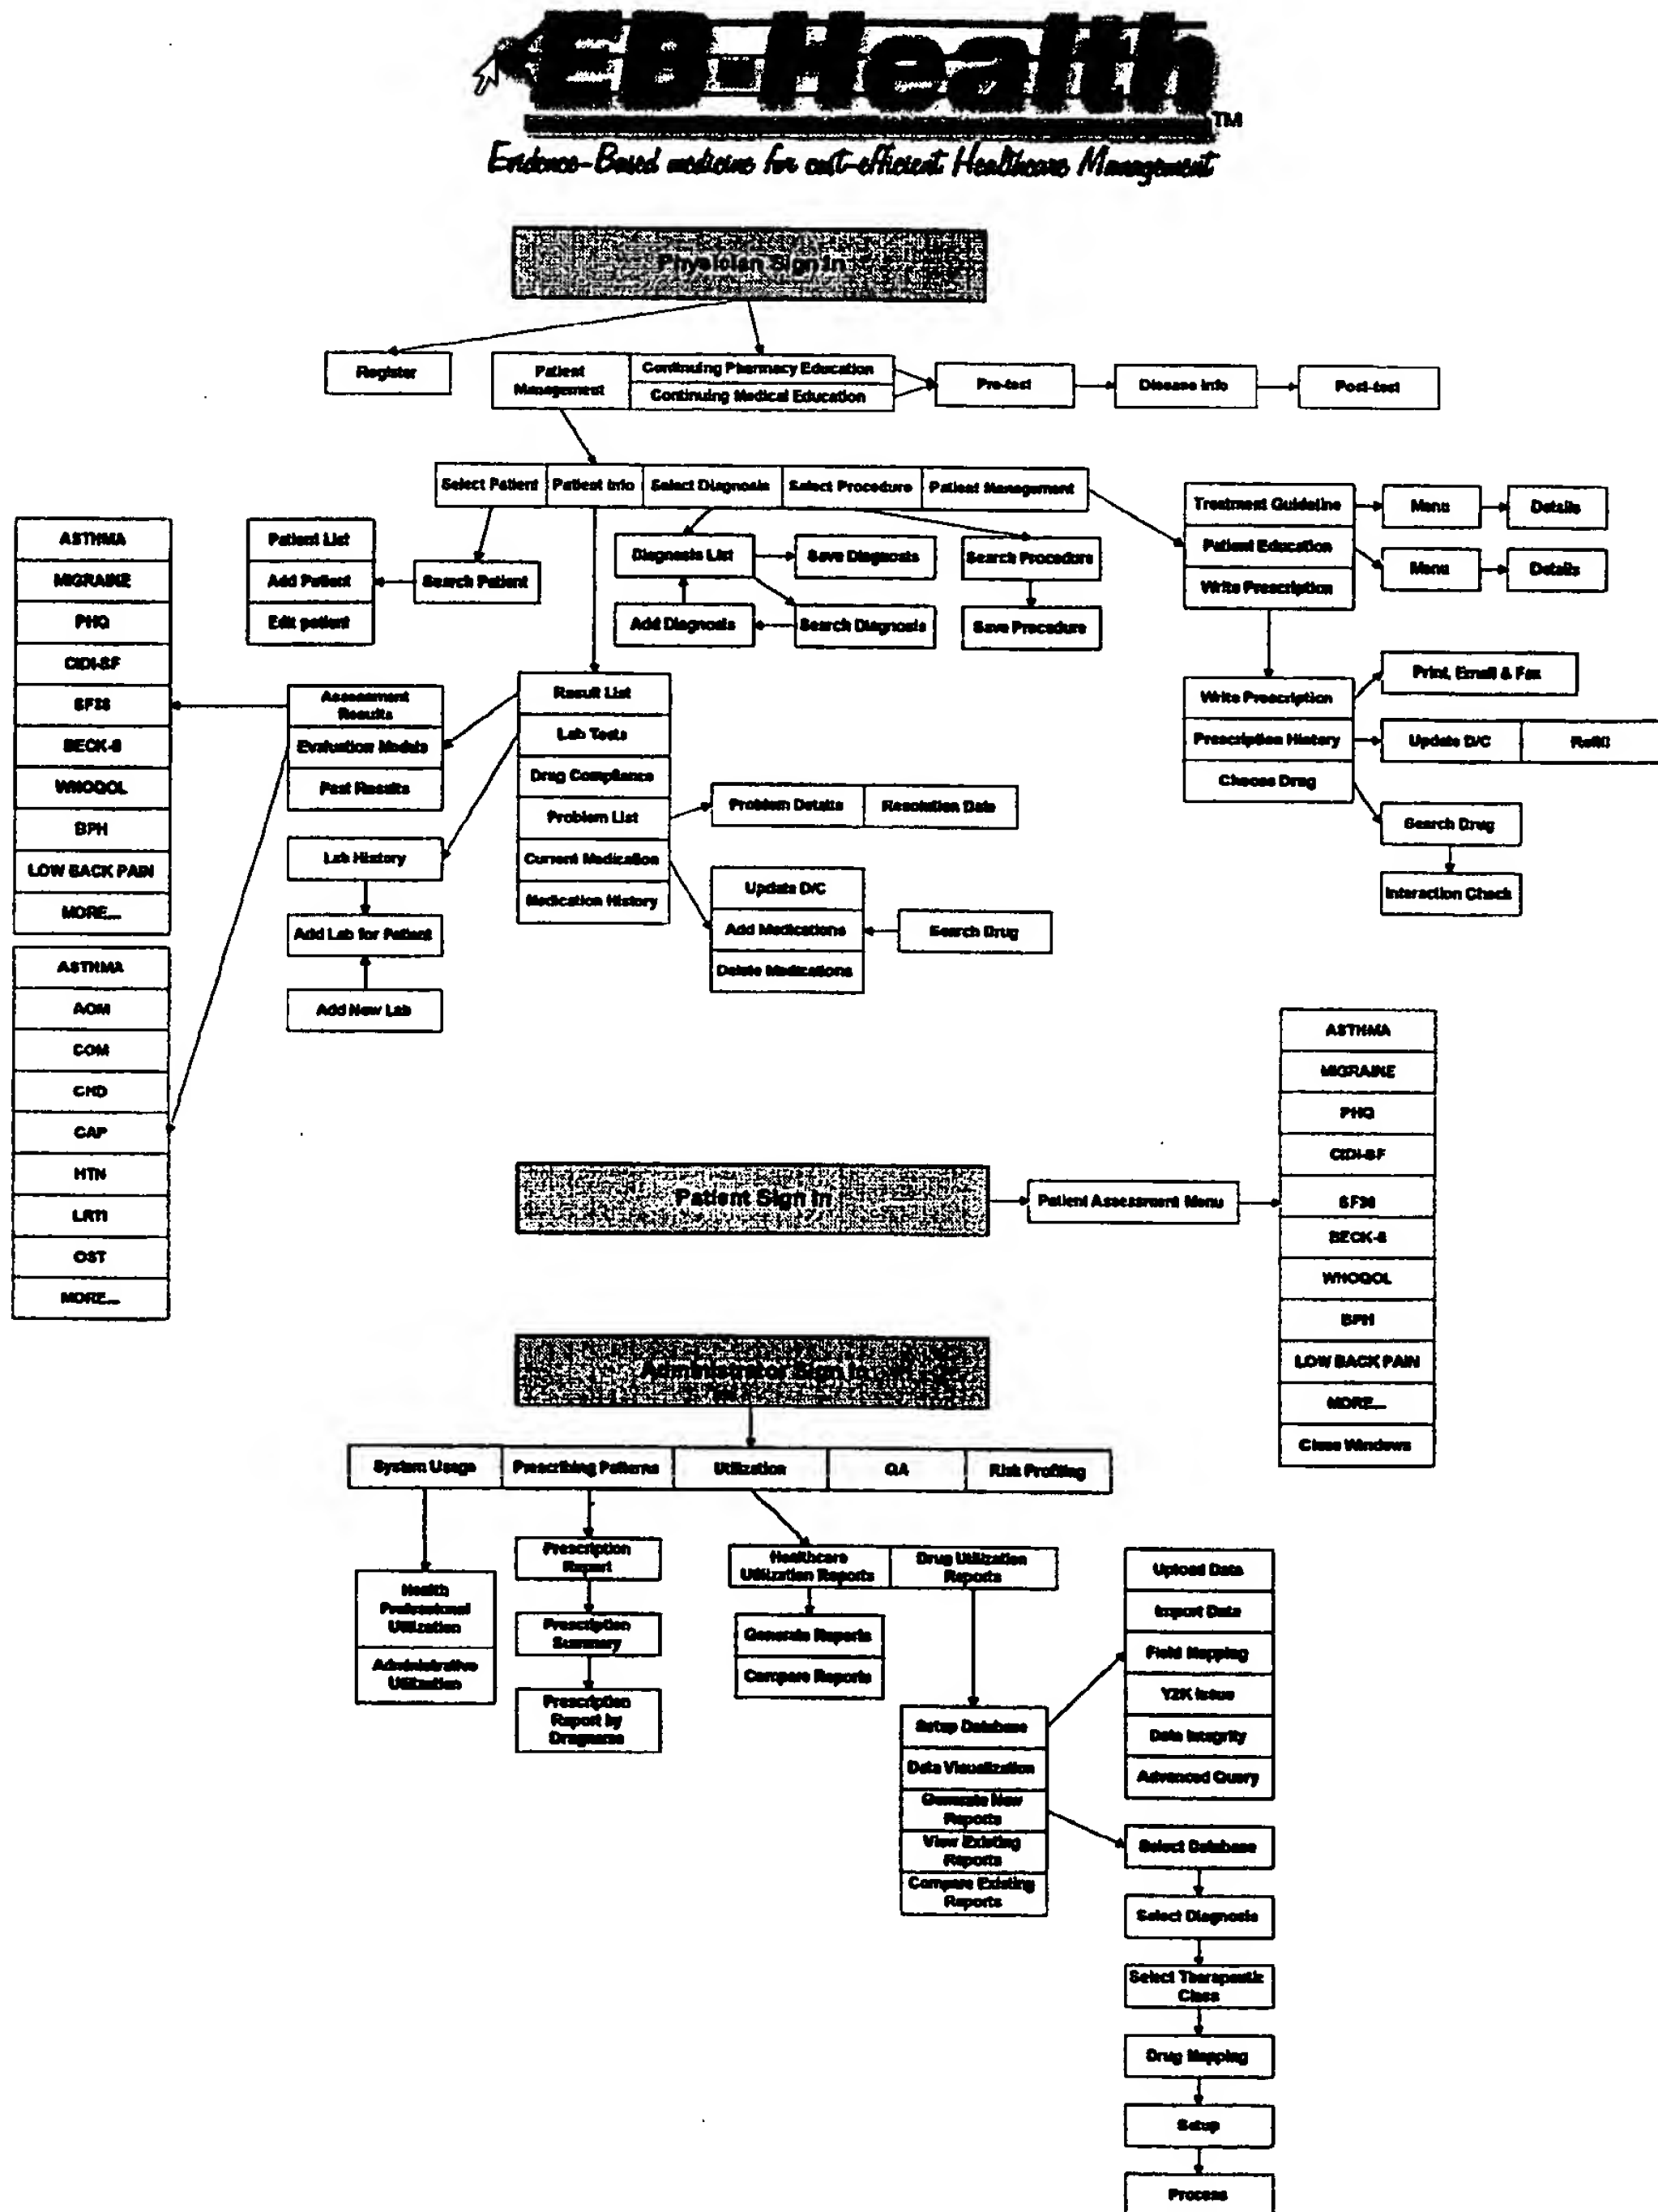 EB-Health
TM
Evidence-Based medicine for cost-efficient Healthcare Management
Physician Sign In
Register
Patient
Management
Continuing Pharmacy Education
Continuing Medical Education
Pre-test
Disease Info
Post-test
Select Patient
Patient Info
Select Diagnosis
Select Procedure
Patient Management
Treatment Guideline
Menu
Details
Patient Education
Menu
Details
Write Prescription
ASTHMA
MIGRAINE
PHQ
CIDI-SF
SF36
BECK-S
WHOQOL
BPH
LOW BACK PAIN
MORE...
Patient List
Add Patient
Edit patient
Search Patient
Diagnosis List
Save Diagnosis
Add Diagnosis
Search Diagnosis
Search Procedure
Save Procedure
Assessment
Results
Evaluation Models
Past Results
Result List
Lab Tests
Drug Compliance
Problem List
Current Medication
Medication History
Write Prescription
Prescription History
Choose Drug
Print, Email & Fax
Update D/C
Refill
Search Drug
Interaction Check
Problem Details
Resolution Date
Lab History
Add Lab for Patient
Add New Lab
Update D/C
Add Medications
Delete Medications
Search Drug
ASTHMA
AOM
COM
CHD
CAP
HTN
LRTI
OST
MORE...
Patient Sign In
Patient Assessment Menu
ASTHMA
MIGRAINE
PHQ
CIDI-SF
SF36
BECK-S
WHOQOL
BPH
LOW BACK PAIN
MORE...
Close Windows
Administrator Sign In
System Usage
Prescribing Patterns
Utilization
QA
Risk Profiling
Health
Professional
Utilization
Administrative
Utilization
Prescription
Report
Prescription
Summary
Prescription
Report by
Drugname
Healthcare
Utilization Reports
Drug Utilization
Reports
Generate Reports
Compare Reports
Setup Database
Data Visualization
Generate New
Reports
View Existing
Reports
Compare Existing
Reports
Upload Data
Import Data
Field Mapping
Y2K Issue
Data Integrity
Advanced Query
Select Database
Select Diagnosis
Select Therapeutic
Class
Drug Mapping
Setup
Process